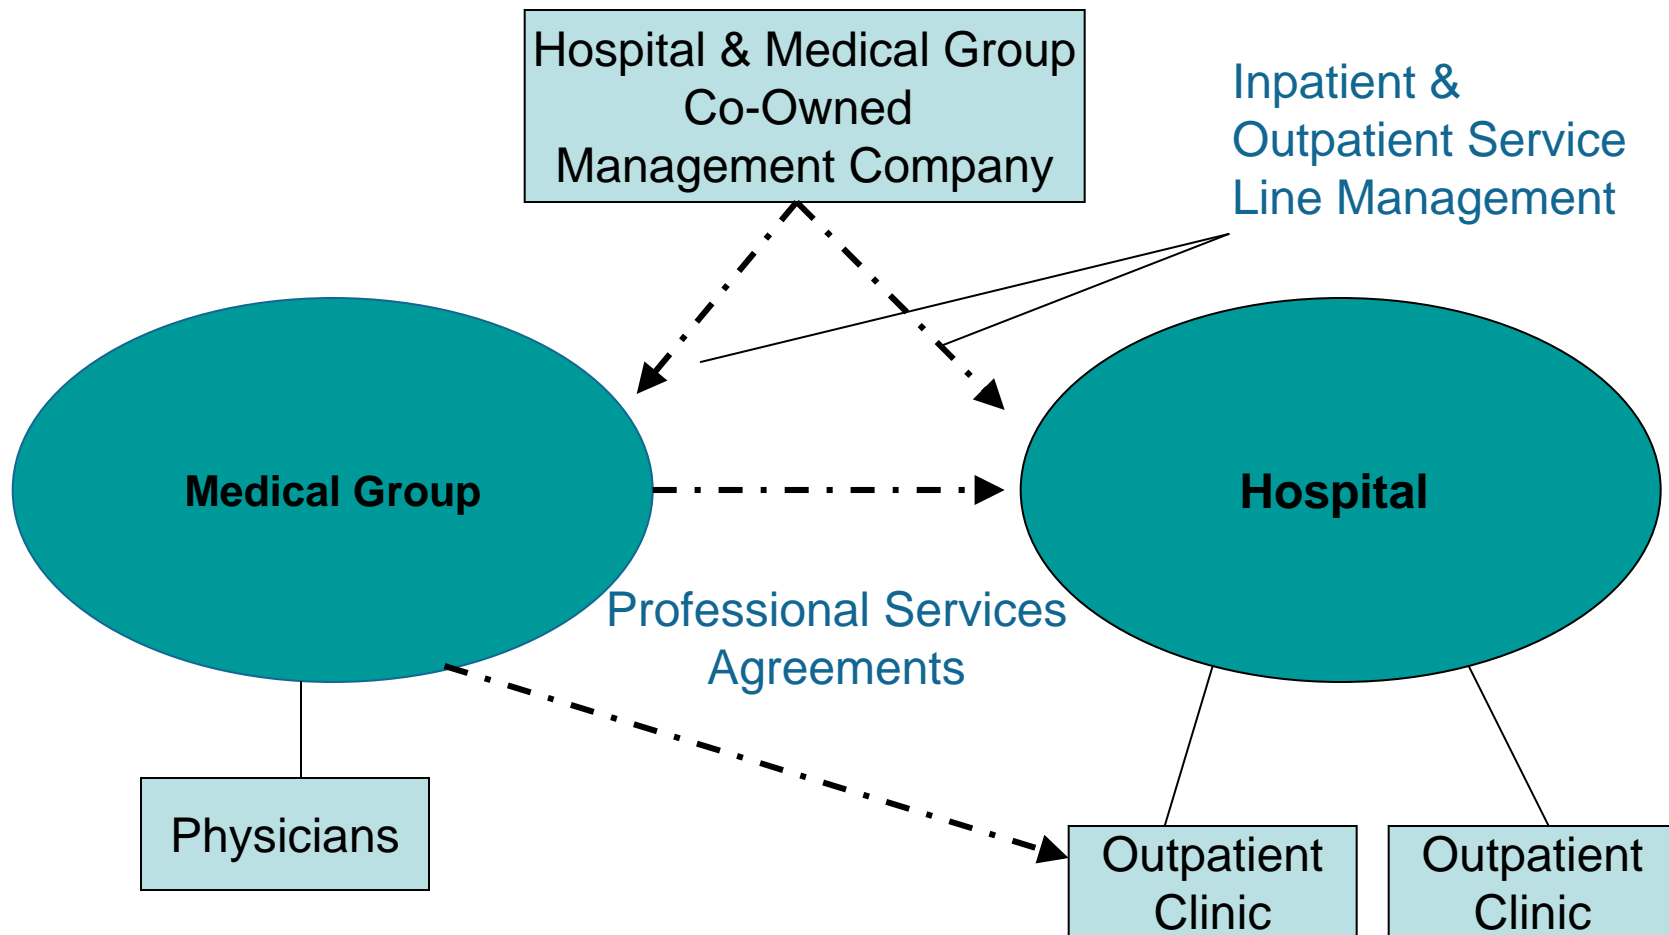 Hospital & Medical Group
Co-Owned
Management Company
Inpatient &
Outpatient Service
Line Management
Medical Group
Hospital
Professional Services
Agreements
Physicians
Outpatient
Clinic
Outpatient
Clinic